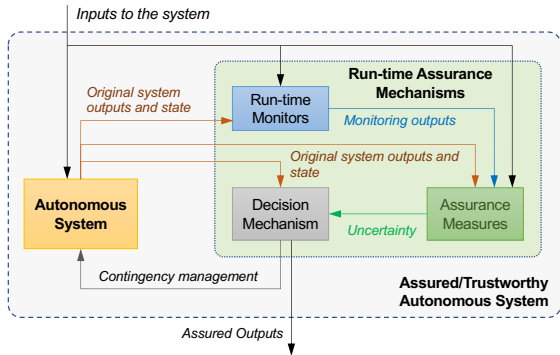 Inputs to the system
Run-time Assurance
Mechanisms
Original system
outputs and state
Run-time
Monitors
Monitoring outputs
Original system outputs and
state
Autonomous
System
Decision
Mechanism
Uncertainty
Assurance
Measures
Contingency management
Assured/Trustworthy
Autonomous System
Assured Outputs